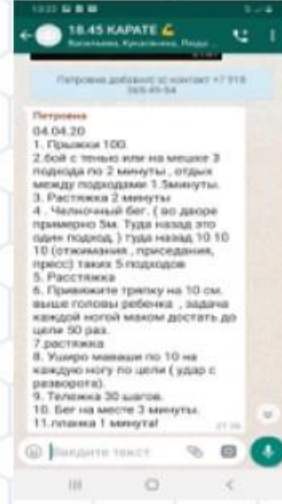 18.45 КАРАТЕ
Петровна
04.04.20
1. Прыжки 100.
2.бой с тенью или на мешке 3
подхода по 2 минуты , отдых
между подходами 1.5минуты.
3. Растяжка 2 минуты
4 . Челночный бег. ( во дворе
примерно 5м. Туда назад это
один подход, ) туда назад 10 10
10 (отжимания , приседания,
пресс) таких 5 подходов
5. Расстяжка
6. Привяжите тряпку на 10 см.
выше головы ребенка , задача
каждой ногой махом достать до
цели 50 раз.
7.растяжка
8. Уширо маваши по 10 на
каждую ногу по цели ( удар с
разворота).
9. Тележка 30 шагов.
10. Бег на месте 3 минуты.
11.планка 1 минута!
Введите текст